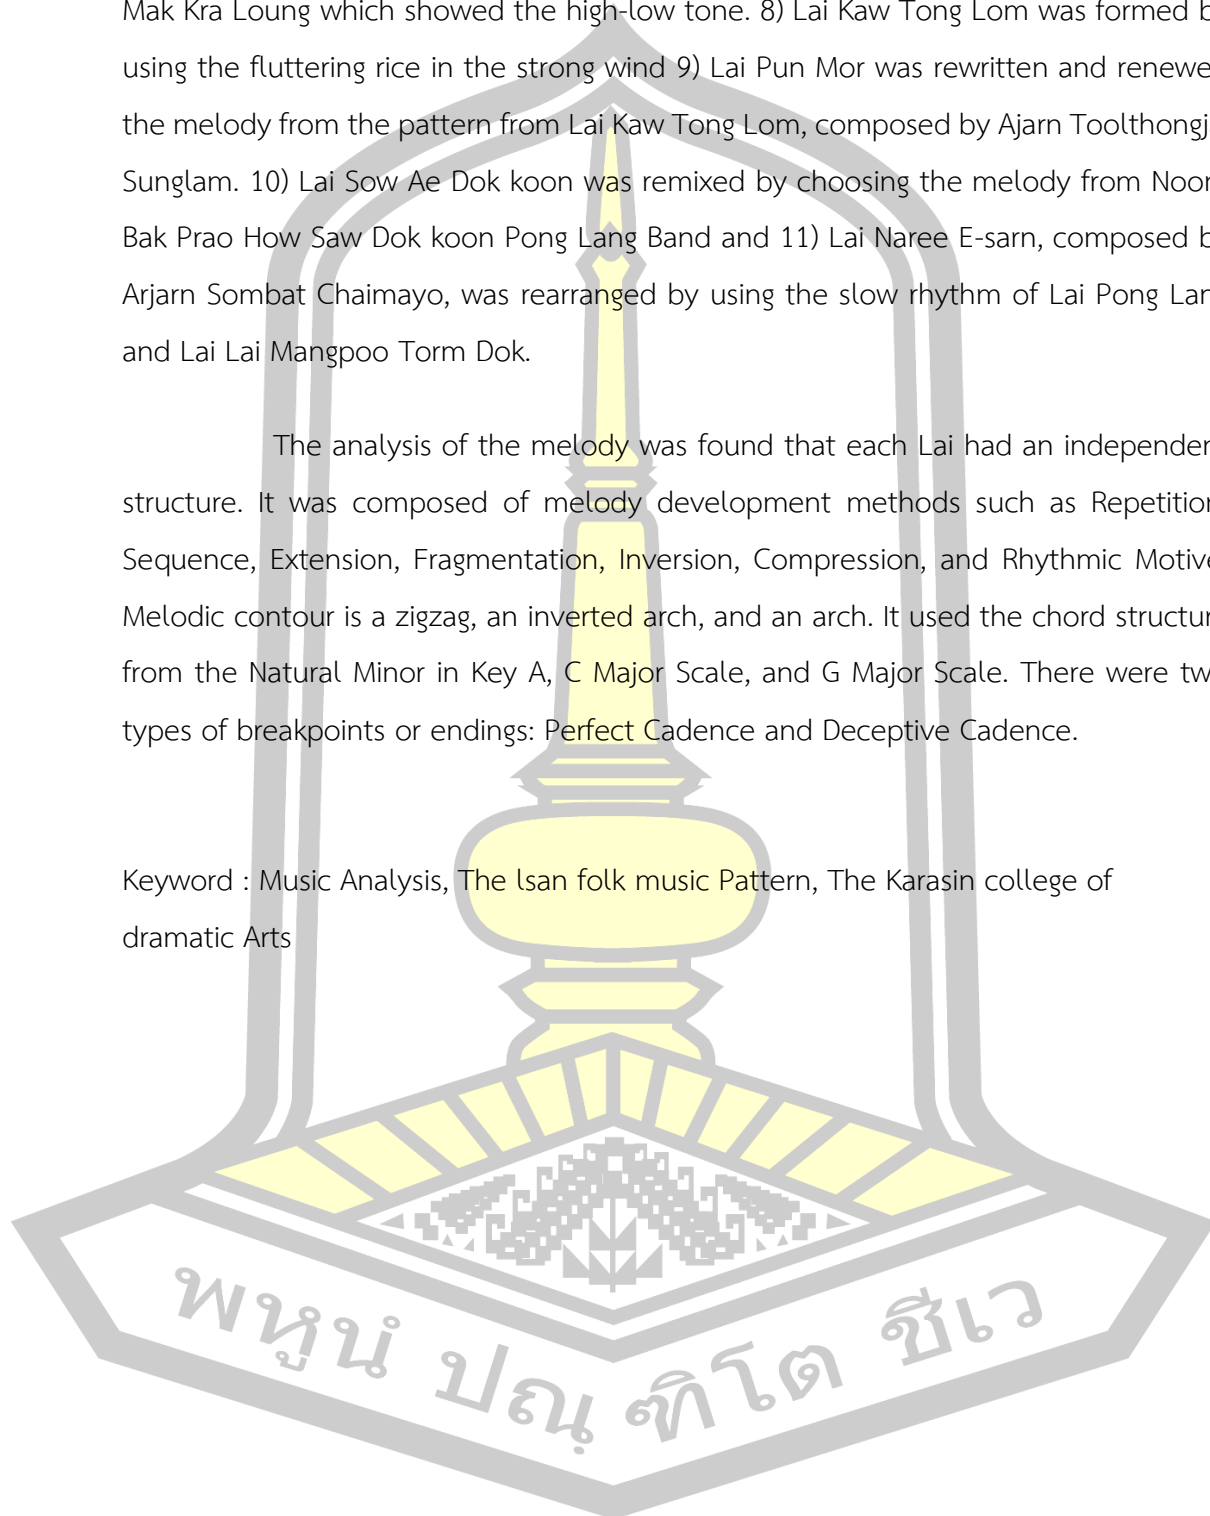 Mak Kra Loung which showed the high-low tone. 8) Lai Kaw Tong Lom was formed b
using the fluttering rice in the strong wind 9) Lai Pun Mor was rewritten and renewe
the melody from the pattern from Lai Kaw Tong Lom, composed by Ajarn Toolthongj
Sunglam. 10) Lai Sow Ae Dok koon was remixed by choosing the melody from Noor
Bak Prao How Saw Dok koon Pong Lang Band and 11) Lai Naree E-sarn, composed b
Arjarn Sombat Chaimayo, was rearranged by using the slow rhythm of Lai Pong Lan
and Lai Lai Mangpoo Torm Dok.
The analysis of the melody was found that each Lai had an independen
structure. It was composed of melody development methods such as Repetition
Sequence, Extension, Fragmentation, Inversion, Compression, and Rhythmic Motive
Melodic contour is a zigzag, an inverted arch, and an arch. It used the chord structur
from the Natural Minor in Key A, C Major Scale, and G Major Scale. There were tw
types of breakpoints or endings: Perfect Cadence and Deceptive Cadence.
Keyword : Music Analysis, The lsan folk music Pattern, The Karasin college of
dramatic Arts
พหูนํ ปณฺ ฑิโต ชีเว